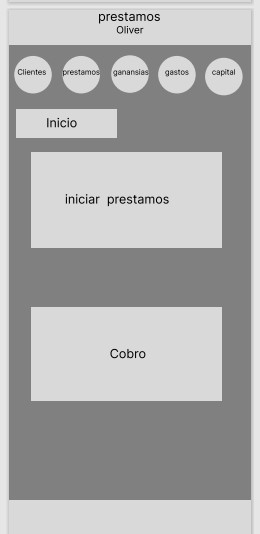 prestamos
Oliver
Clientes prestamos ganansias gastos capital
Inicio
iniciar prestamos
Cobro